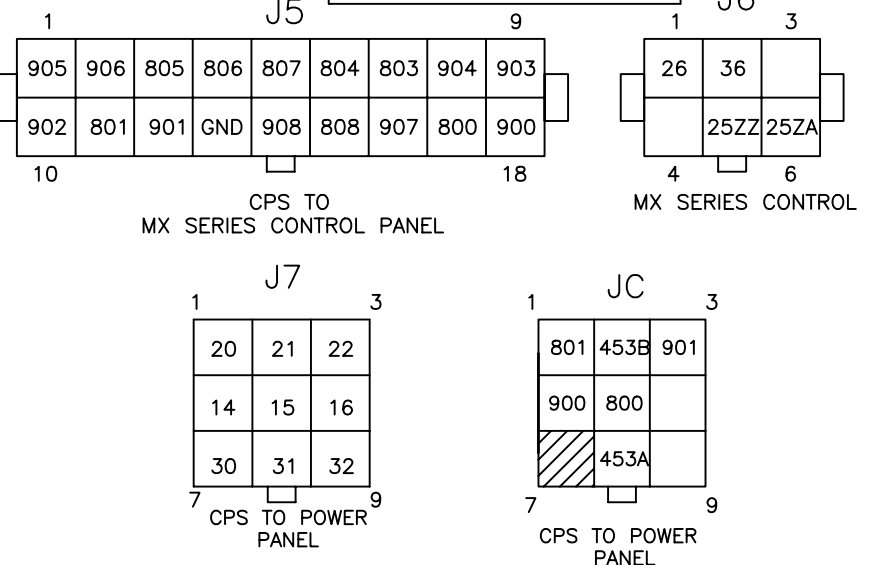 J5
J6
1 9
905 906 805 806 807 804 803 904 903
902 801 901 GND 908 808 907 800 900
10 18
CPS TO
MX SERIES CONTROL PANEL
1 3
26 36
25ZZ 25ZA
4 6
MX SERIES CONTROL
J7
1 3
20 21 22
14 15 16
30 31 32
7 9
CPS TO POWER
PANEL
JC
1 3
801 453B 901
900 800
453A
7 9
CPS TO POWER
PANEL